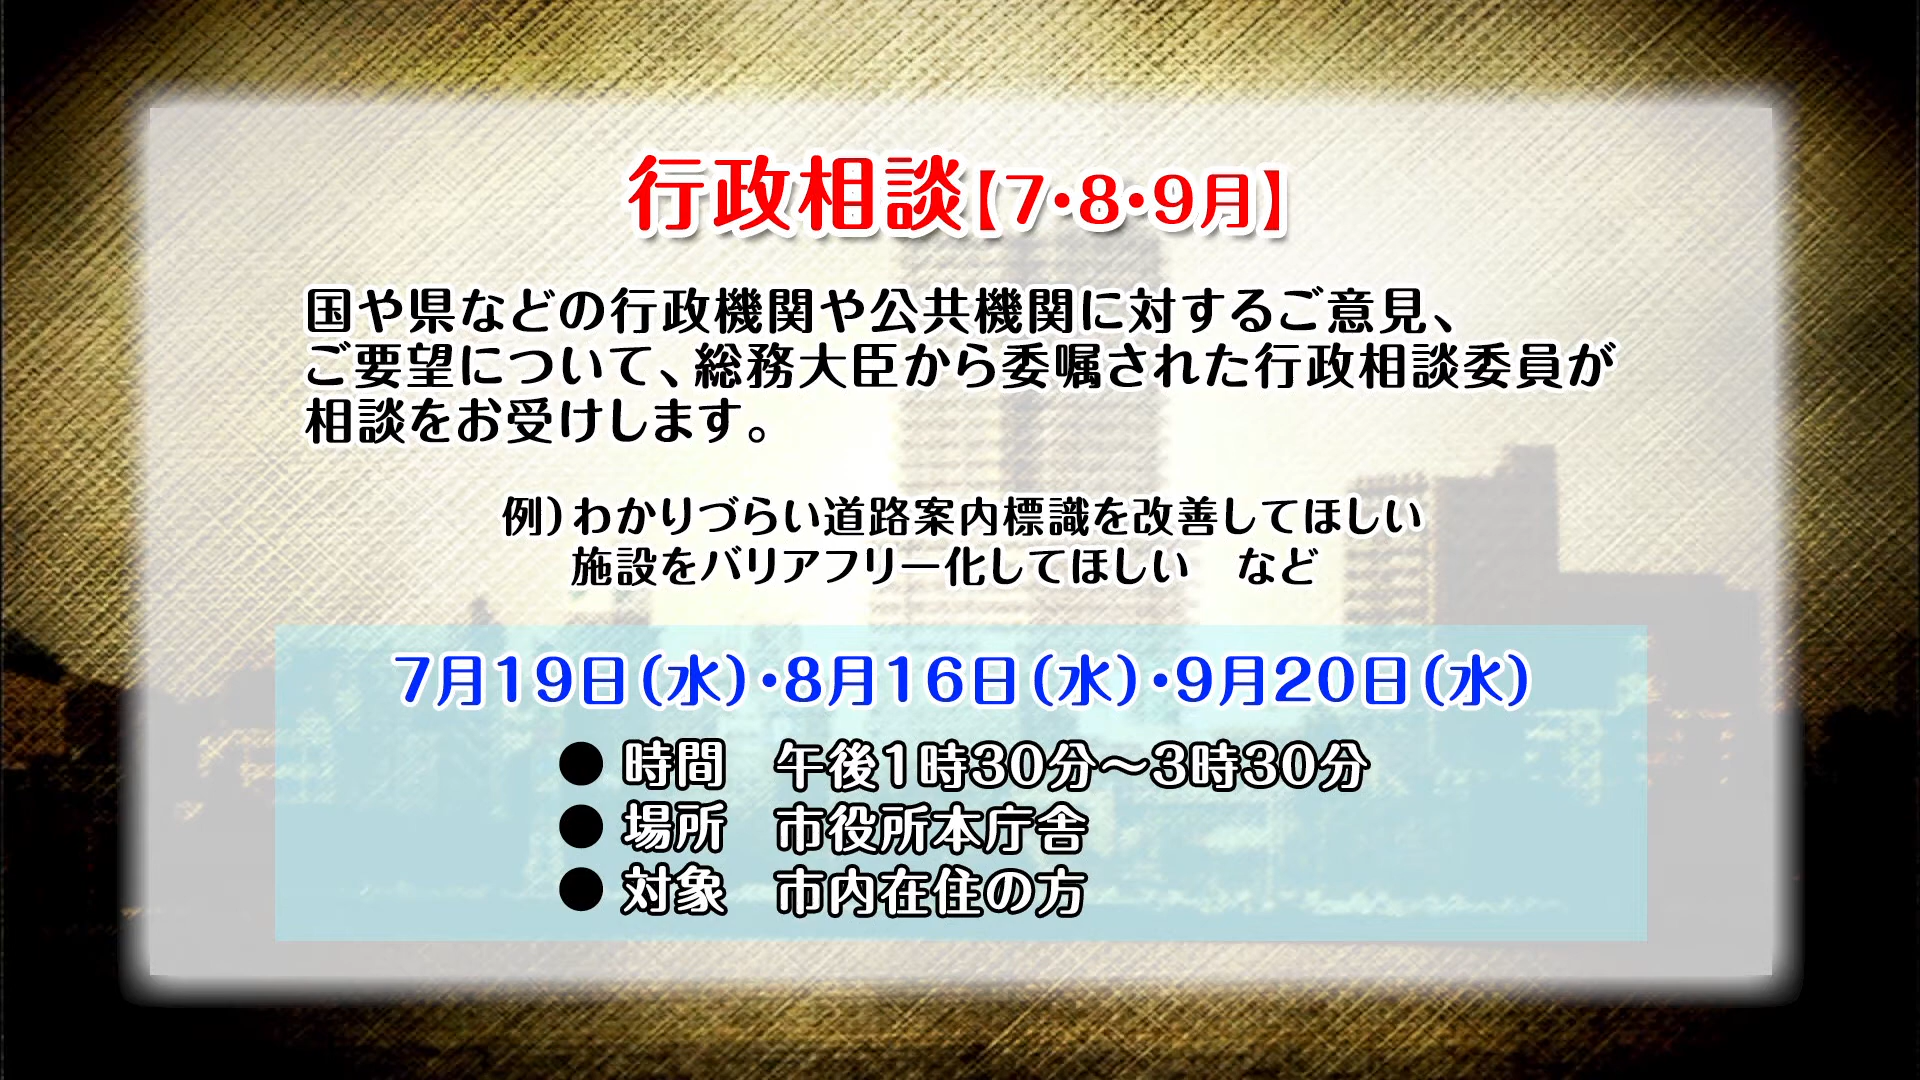 行政相談【7・8・9月】
国や県などの行政機関や公共機関に対するご意見、
ご要望について、総務大臣から委嘱された行政相談委員が
相談をお受けします。
例）わかりづらい道路案内標識を改善してほしい
施設をバリアフリー化してほしい　など
7月19日（水）・8月16日（水）・9月20日（水）
● 時間　午後1時30分～3時30分
● 場所　市役所本庁舎
● 対象　市内在住の方